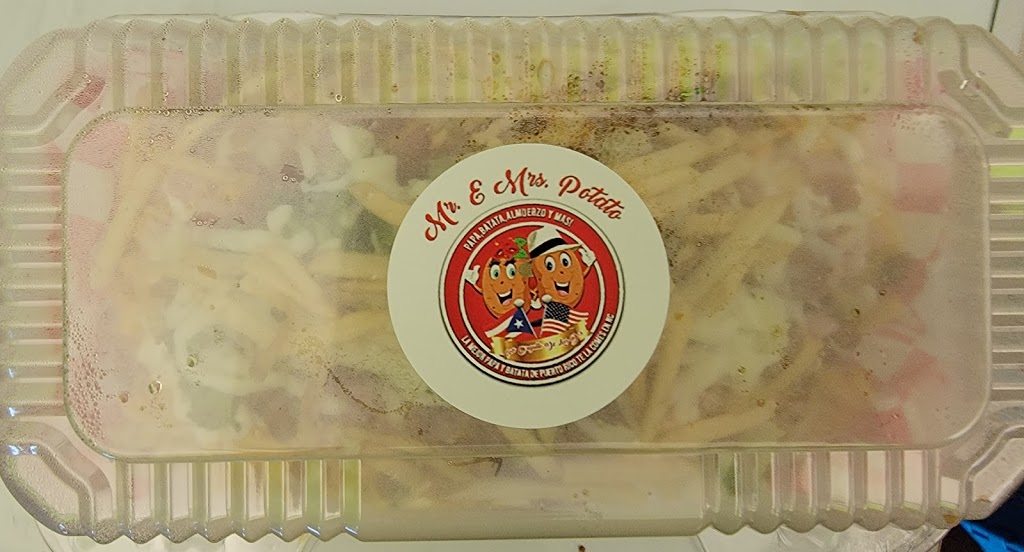 Mr. & Mrs. Potato
PAPA, BATATA, ALMUERZO Y MAS!
LA MEJOR PAPA Y BATATA DE PUERTO RICO TE LA COMES EN, NC